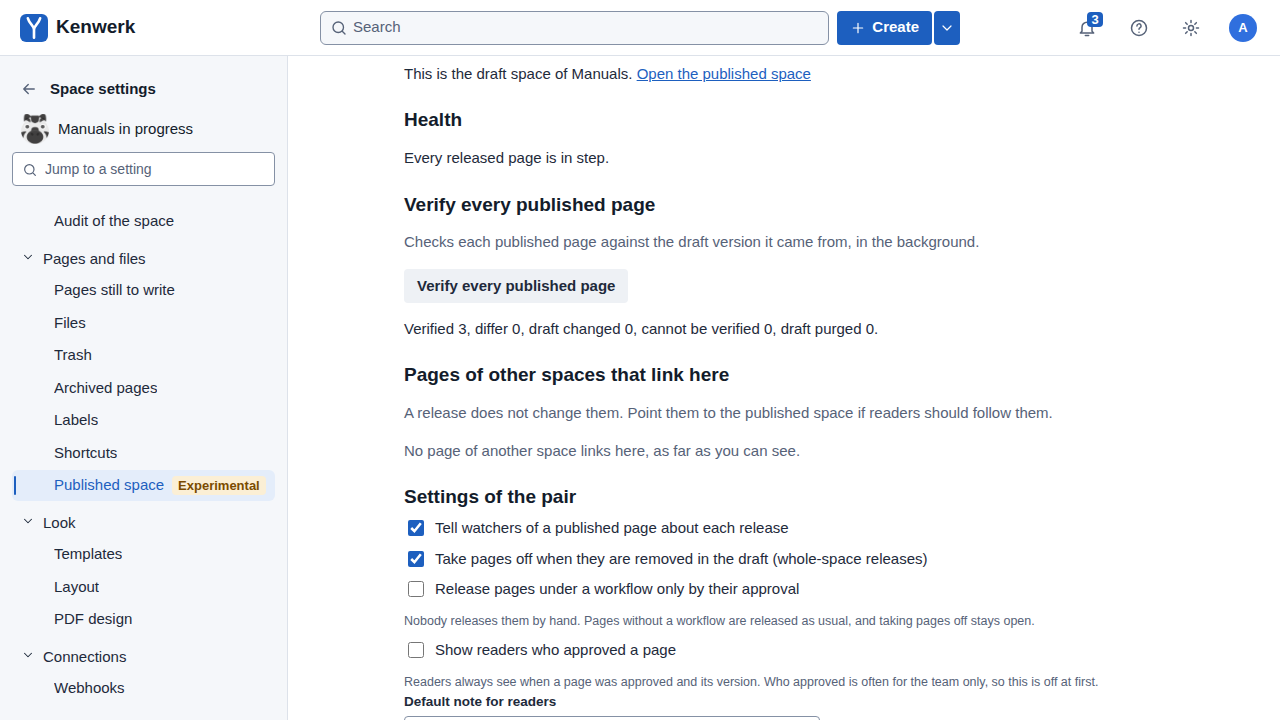 Kenwerk
Search
Create
3
A
Space settings
Manuals in progress
Jump to a setting
Audit of the space
Pages and files
Pages still to write
Files
Trash
Archived pages
Labels
Shortcuts
Published space Experimental
Look
Templates
Layout
PDF design
Connections
Webhooks
This is the draft space of Manuals. Open the published space
Health
Every released page is in step.
Verify every published page
Checks each published page against the draft version it came from, in the background.
Verify every published page
Verified 3, differ 0, draft changed 0, cannot be verified 0, draft purged 0.
Pages of other spaces that link here
A release does not change them. Point them to the published space if readers should follow them.
No page of another space links here, as far as you can see.
Settings of the pair
Tell watchers of a published page about each release
Take pages off when they are removed in the draft (whole-space releases)
Release pages under a workflow only by their approval
Nobody releases them by hand. Pages without a workflow are released as usual, and taking pages off stays open.
Show readers who approved a page
Readers always see when a page was approved and its version. Who approved is often for the team only, so this is off at first.
Default note for readers